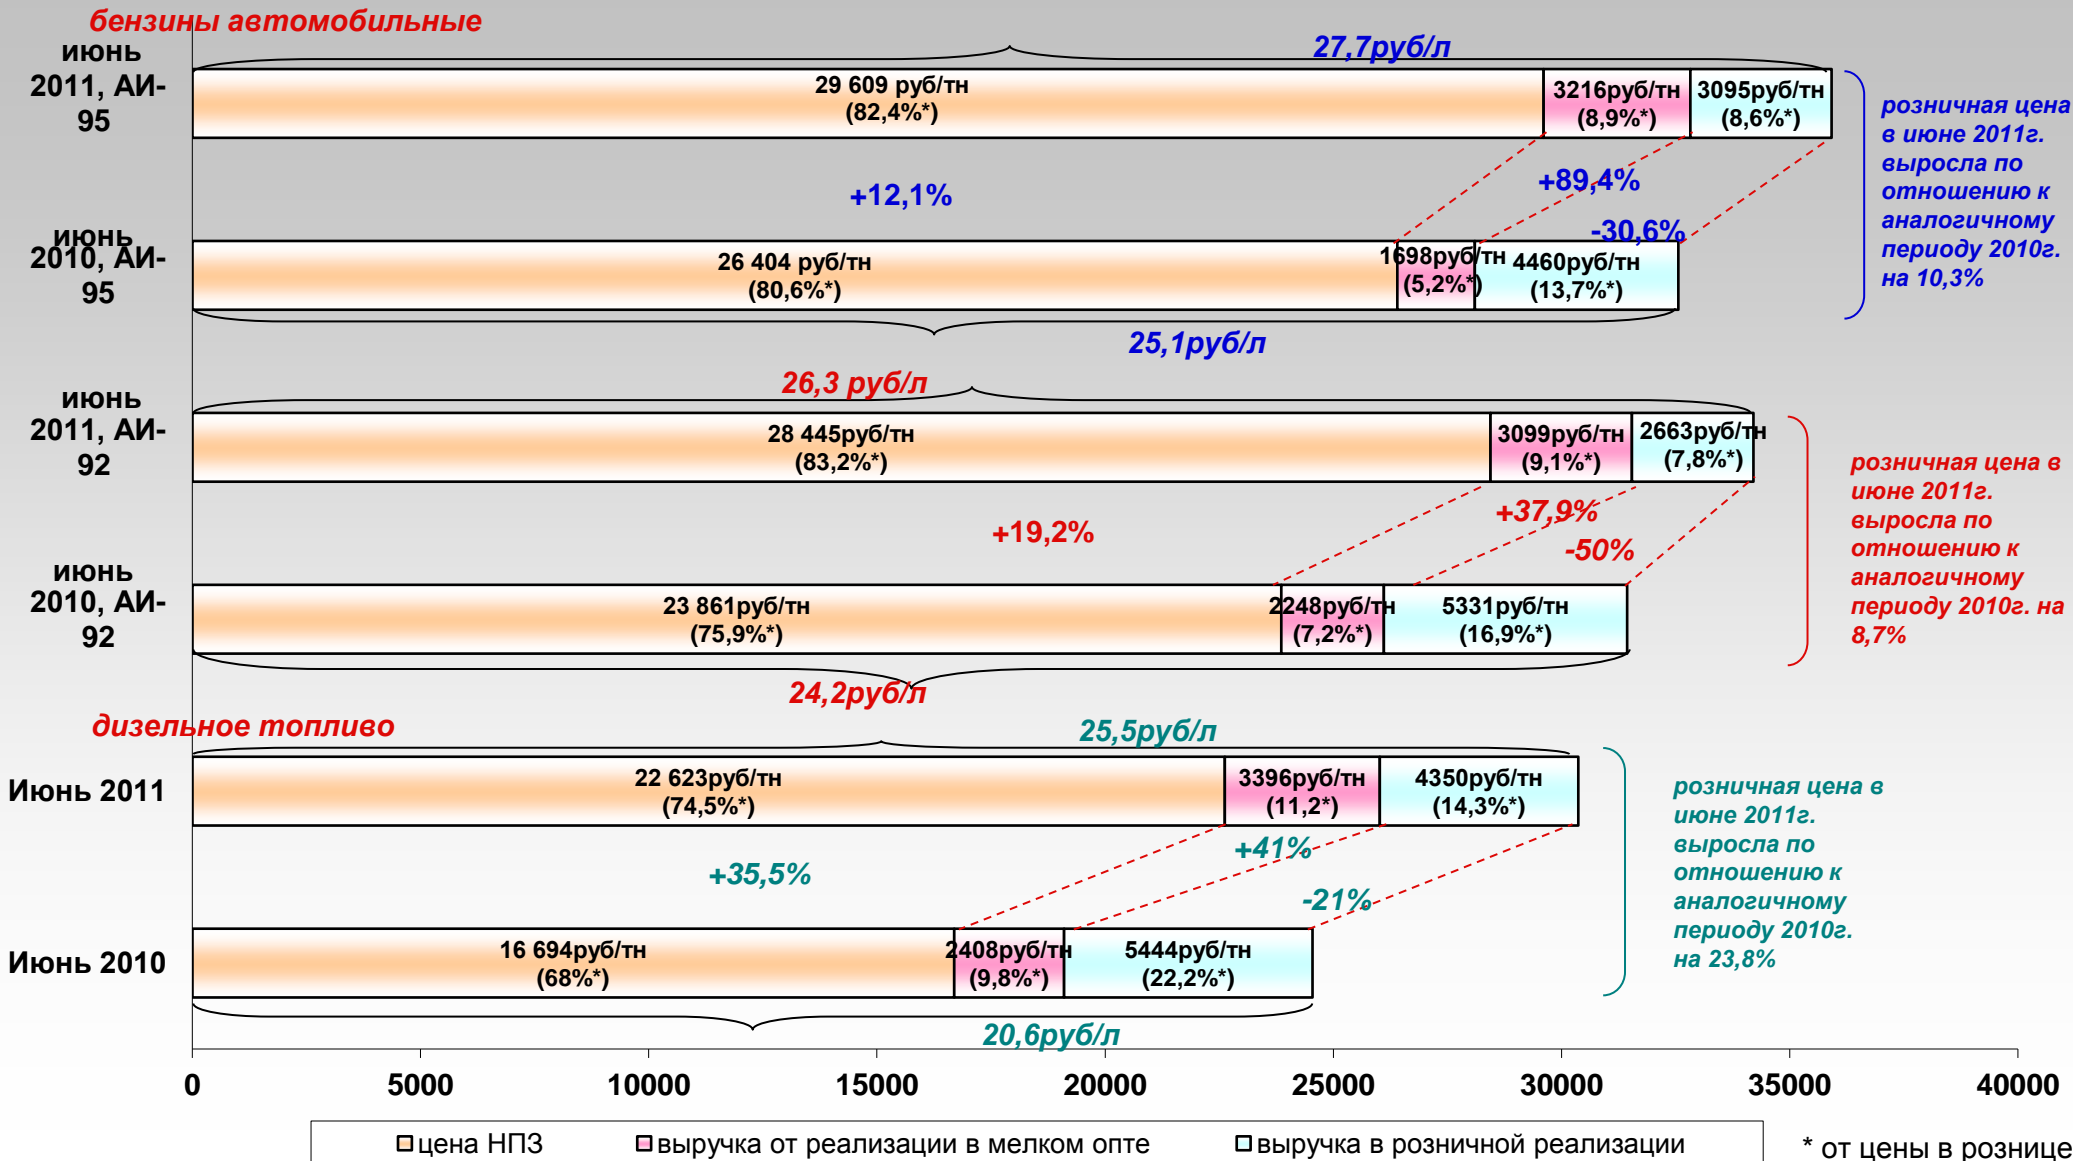 бензины автомобильные
июнь
2011, АИ-
95
27,7руб/л
29 609 руб/тн
(82,4%*)
3216руб/тн
(8,9%*)
3095руб/тн
(8,6%*)
+12,1%
+89,4%
-30,6%
июнь
2010, АИ-
95
26 404 руб/тн
(80,6%*)
1698руб/тн
(5,2%*)
4460руб/тн
(13,7%*)
25,1руб/л
розничная цена
в июне 2011г.
выросла по
отношению к
аналогичному
периоду 2010г.
на 10,3%
26,3 руб/л
июнь
2011, АИ-
92
28 445руб/тн
(83,2%*)
3099руб/тн
(9,1%*)
2663руб/тн
(7,8%*)
+19,2%
+37,9%
-50%
июнь
2010, АИ-
92
23 861руб/тн
(75,9%*)
2248руб/тн
(7,2%*)
5331руб/тн
(16,9%*)
24,2руб/л
розничная цена в
июне 2011г.
выросла по
отношению к
аналогичному
периоду 2010г. на
8,7%
дизельное топливо
25,5руб/л
Июнь 2011
22 623руб/тн
(74,5%*)
3396руб/тн
(11,2*)
4350руб/тн
(14,3%*)
+35,5%
+41%
-21%
Июнь 2010
16 694руб/тн
(68%*)
2408руб/тн
(9,8%*)
5444руб/тн
(22,2%*)
20,6руб/л
розничная цена в
июне 2011г.
выросла по
отношению к
аналогичному
периоду 2010г.
на 23,8%
0 5000 10000 15000 20000 25000 30000 35000 40000
цена НПЗ выручка от реализации в мелком опте выручка в розничной реализации
* от цены в рознице